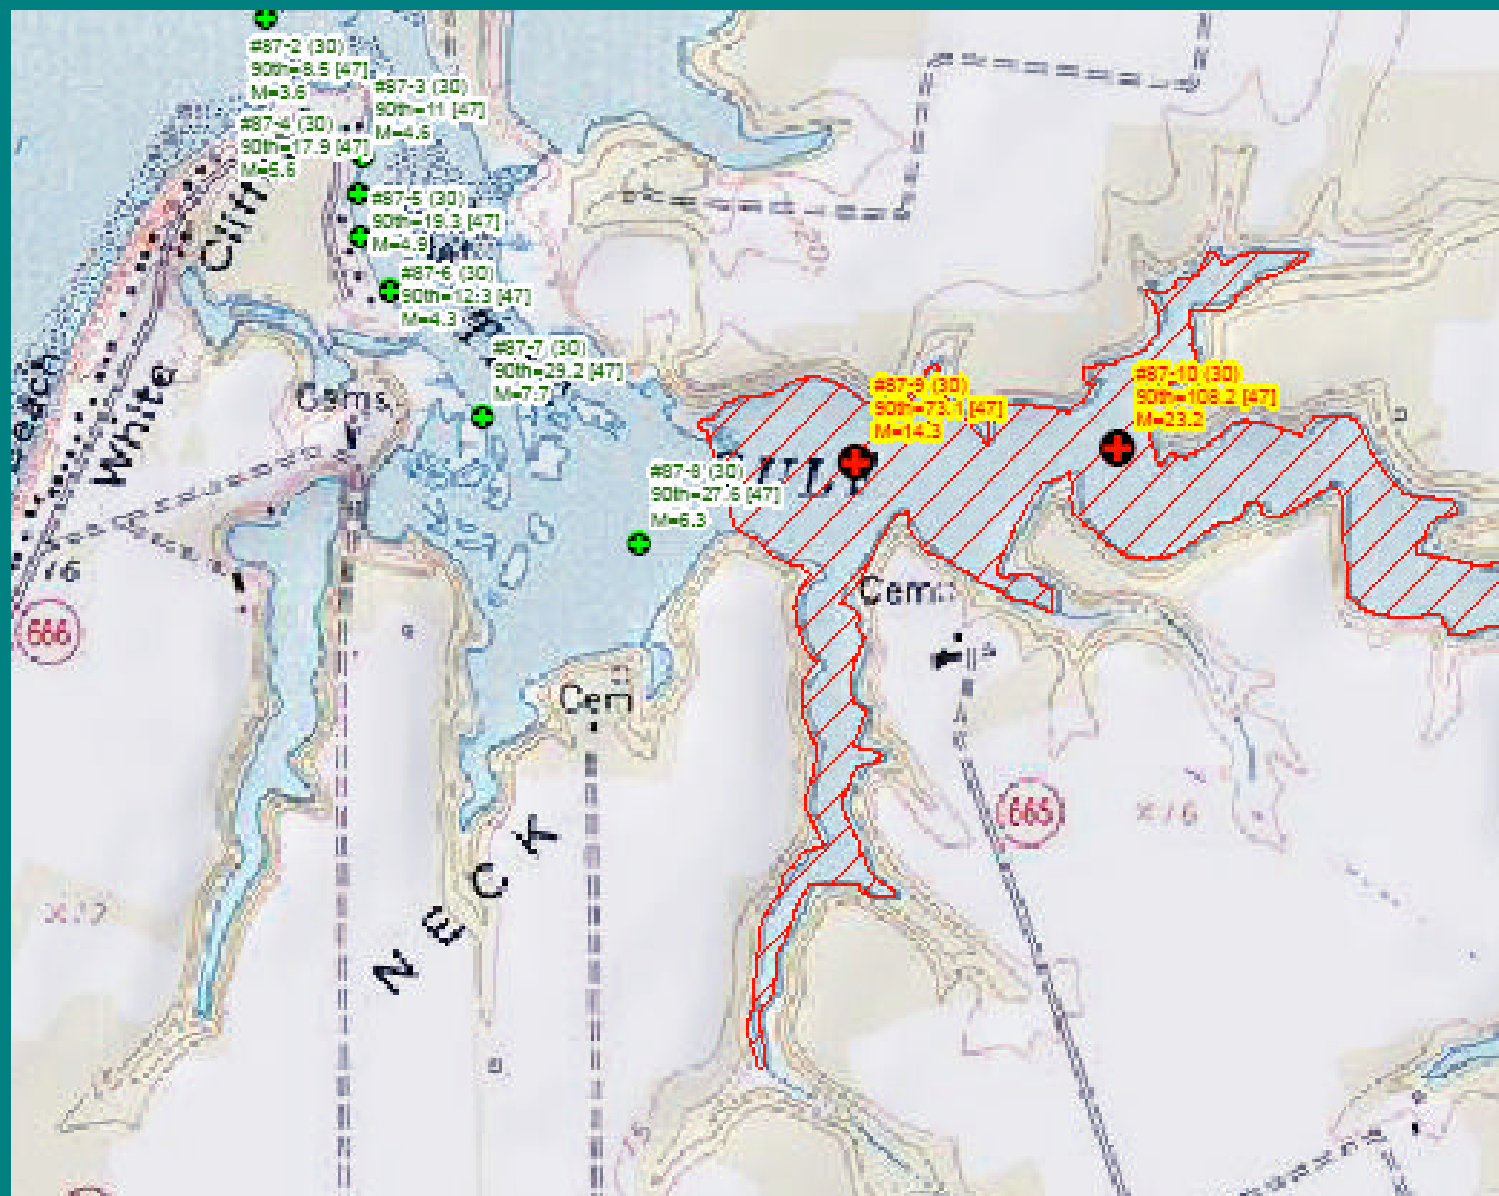 #87-2 (30)
90th=8.5 [47]
M=3.6
#87-3 (30)
90th=11 [47]
M=4.6
#87-4 (30)
90th=17.9 [47]
M=5.6
#87-5 (30)
90th=19.3 [47]
M=4.9
#87-6 (30)
90th=12.3 [47]
M=4.3
#87-7 (30)
90th=29.2 [47]
M=7.7
#87-8 (30)
90th=27.6 [47]
M=6.3
#87-9 (30)
90th=73.1 [47]
M=14.3
#87-10 (30)
90th=108.2 [47]
M=23.2
Cliff
White
each
Cems
Cem
Cem
NECK
666
665